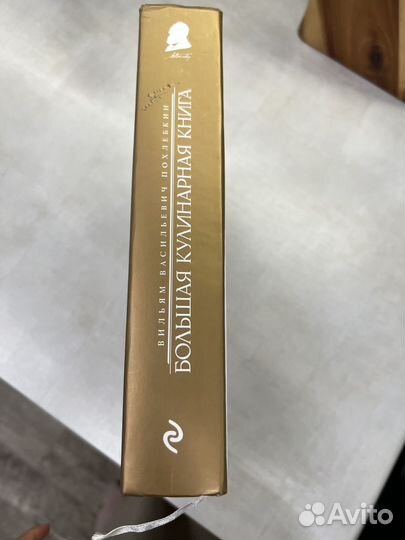 ВИЛЬЯМ ВАСИЛЬЕВИЧ ПОХЛЕБКИН
БОЛЬШАЯ КУЛИНАРНАЯ КНИГА
Avito